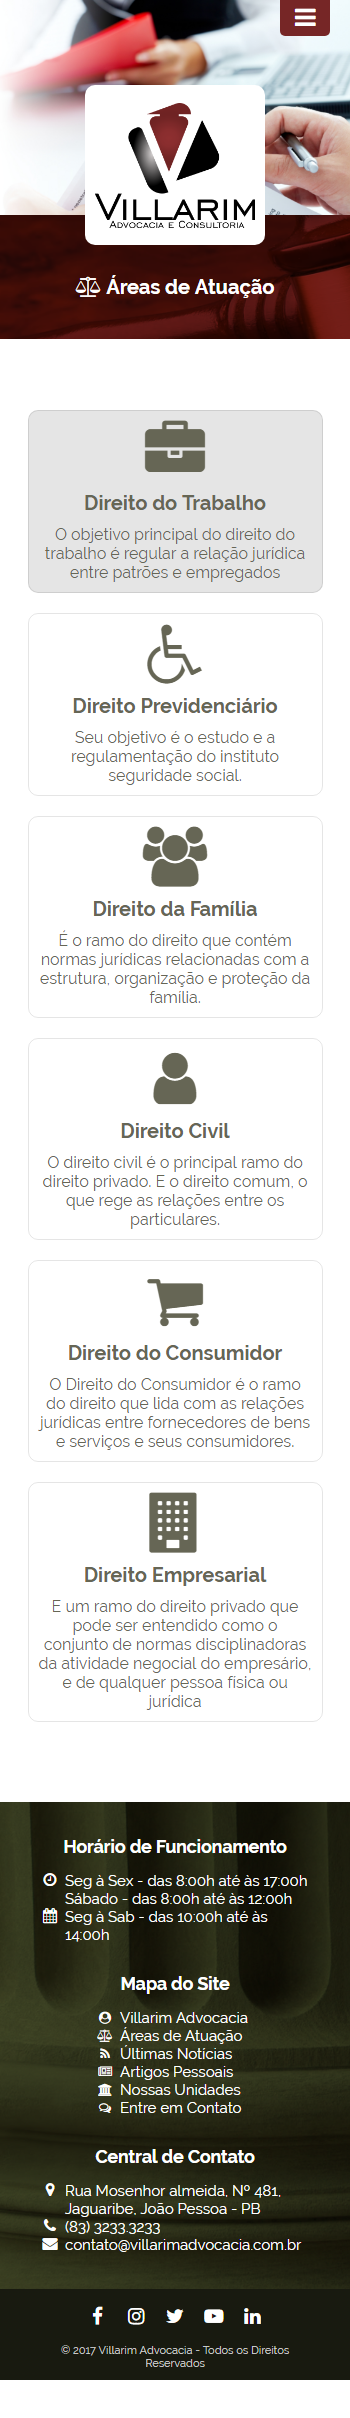 VILLARIM
ADVOCACIA E CONSULTORIA
Áreas de Atuação
Direito do Trabalho
O objetivo principal do direito do
trabalho é regular a relação jurídica
entre patrões e empregados
Direito Previdenciário
Seu objetivo é o estudo e a
regulamentação do instituto
seguridade social.
Direito da Família
É o ramo do direito que contém
normas jurídicas relacionadas com a
estrutura, organização e proteção da
família.
Direito Civil
O direito civil é o principal ramo do
direito privado. E o direito comum, o
que rege as relações entre os
particulares.
Direito do Consumidor
O Direito do Consumidor é o ramo
do direito que lida com as relações
jurídicas entre fornecedores de bens
e serviços e seus consumidores.
Direito Empresarial
E um ramo do direito privado que
pode ser entendido como o
conjunto de normas disciplinadoras
da atividade negocial do empresário,
e de qualquer pessoa física ou
jurídica
Horário de Funcionamento
Seg à Sex - das 8:00h até às 17:00h
Sábado - das 8:00h até às 12:00h
Seg à Sab - das 10:00h até às
14:00h
Mapa do Site
Villarim Advocacia
Áreas de Atuação
Últimas Notícias
Artigos Pessoais
Nossas Unidades
Entre em Contato
Central de Contato
Rua Mosenhor almeida, Nº 481,
Jaguaribe, João Pessoa - PB
(83) 3233.3233
contato@villarimadvocacia.com.br
© 2017 Villarim Advocacia - Todos os Direitos
Reservados